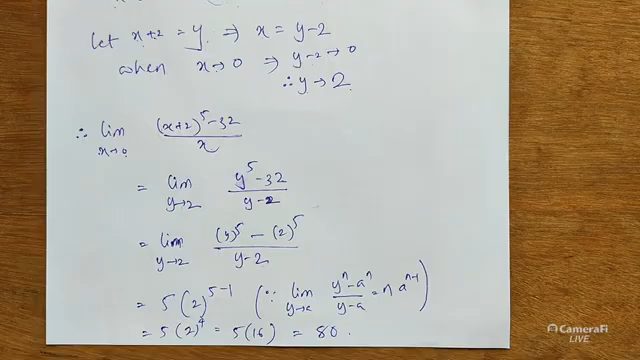 let x+2 = y ⇒ x = y-2
when x→0 ⇒ y-2→0
∴ y→2
∴ lim x→0 (x+2)^5 - 32 / x
= lim y→2 y^5 - 32 / y-2
= lim y→2 (y)^5 - (2)^5 / y-2
= 5(2)^5-1 (∵ lim y→a y^n - a^n / y-a = n a^n-1)
= 5(2)^4 = 5(16) = 80.
CameraFi
LIVE